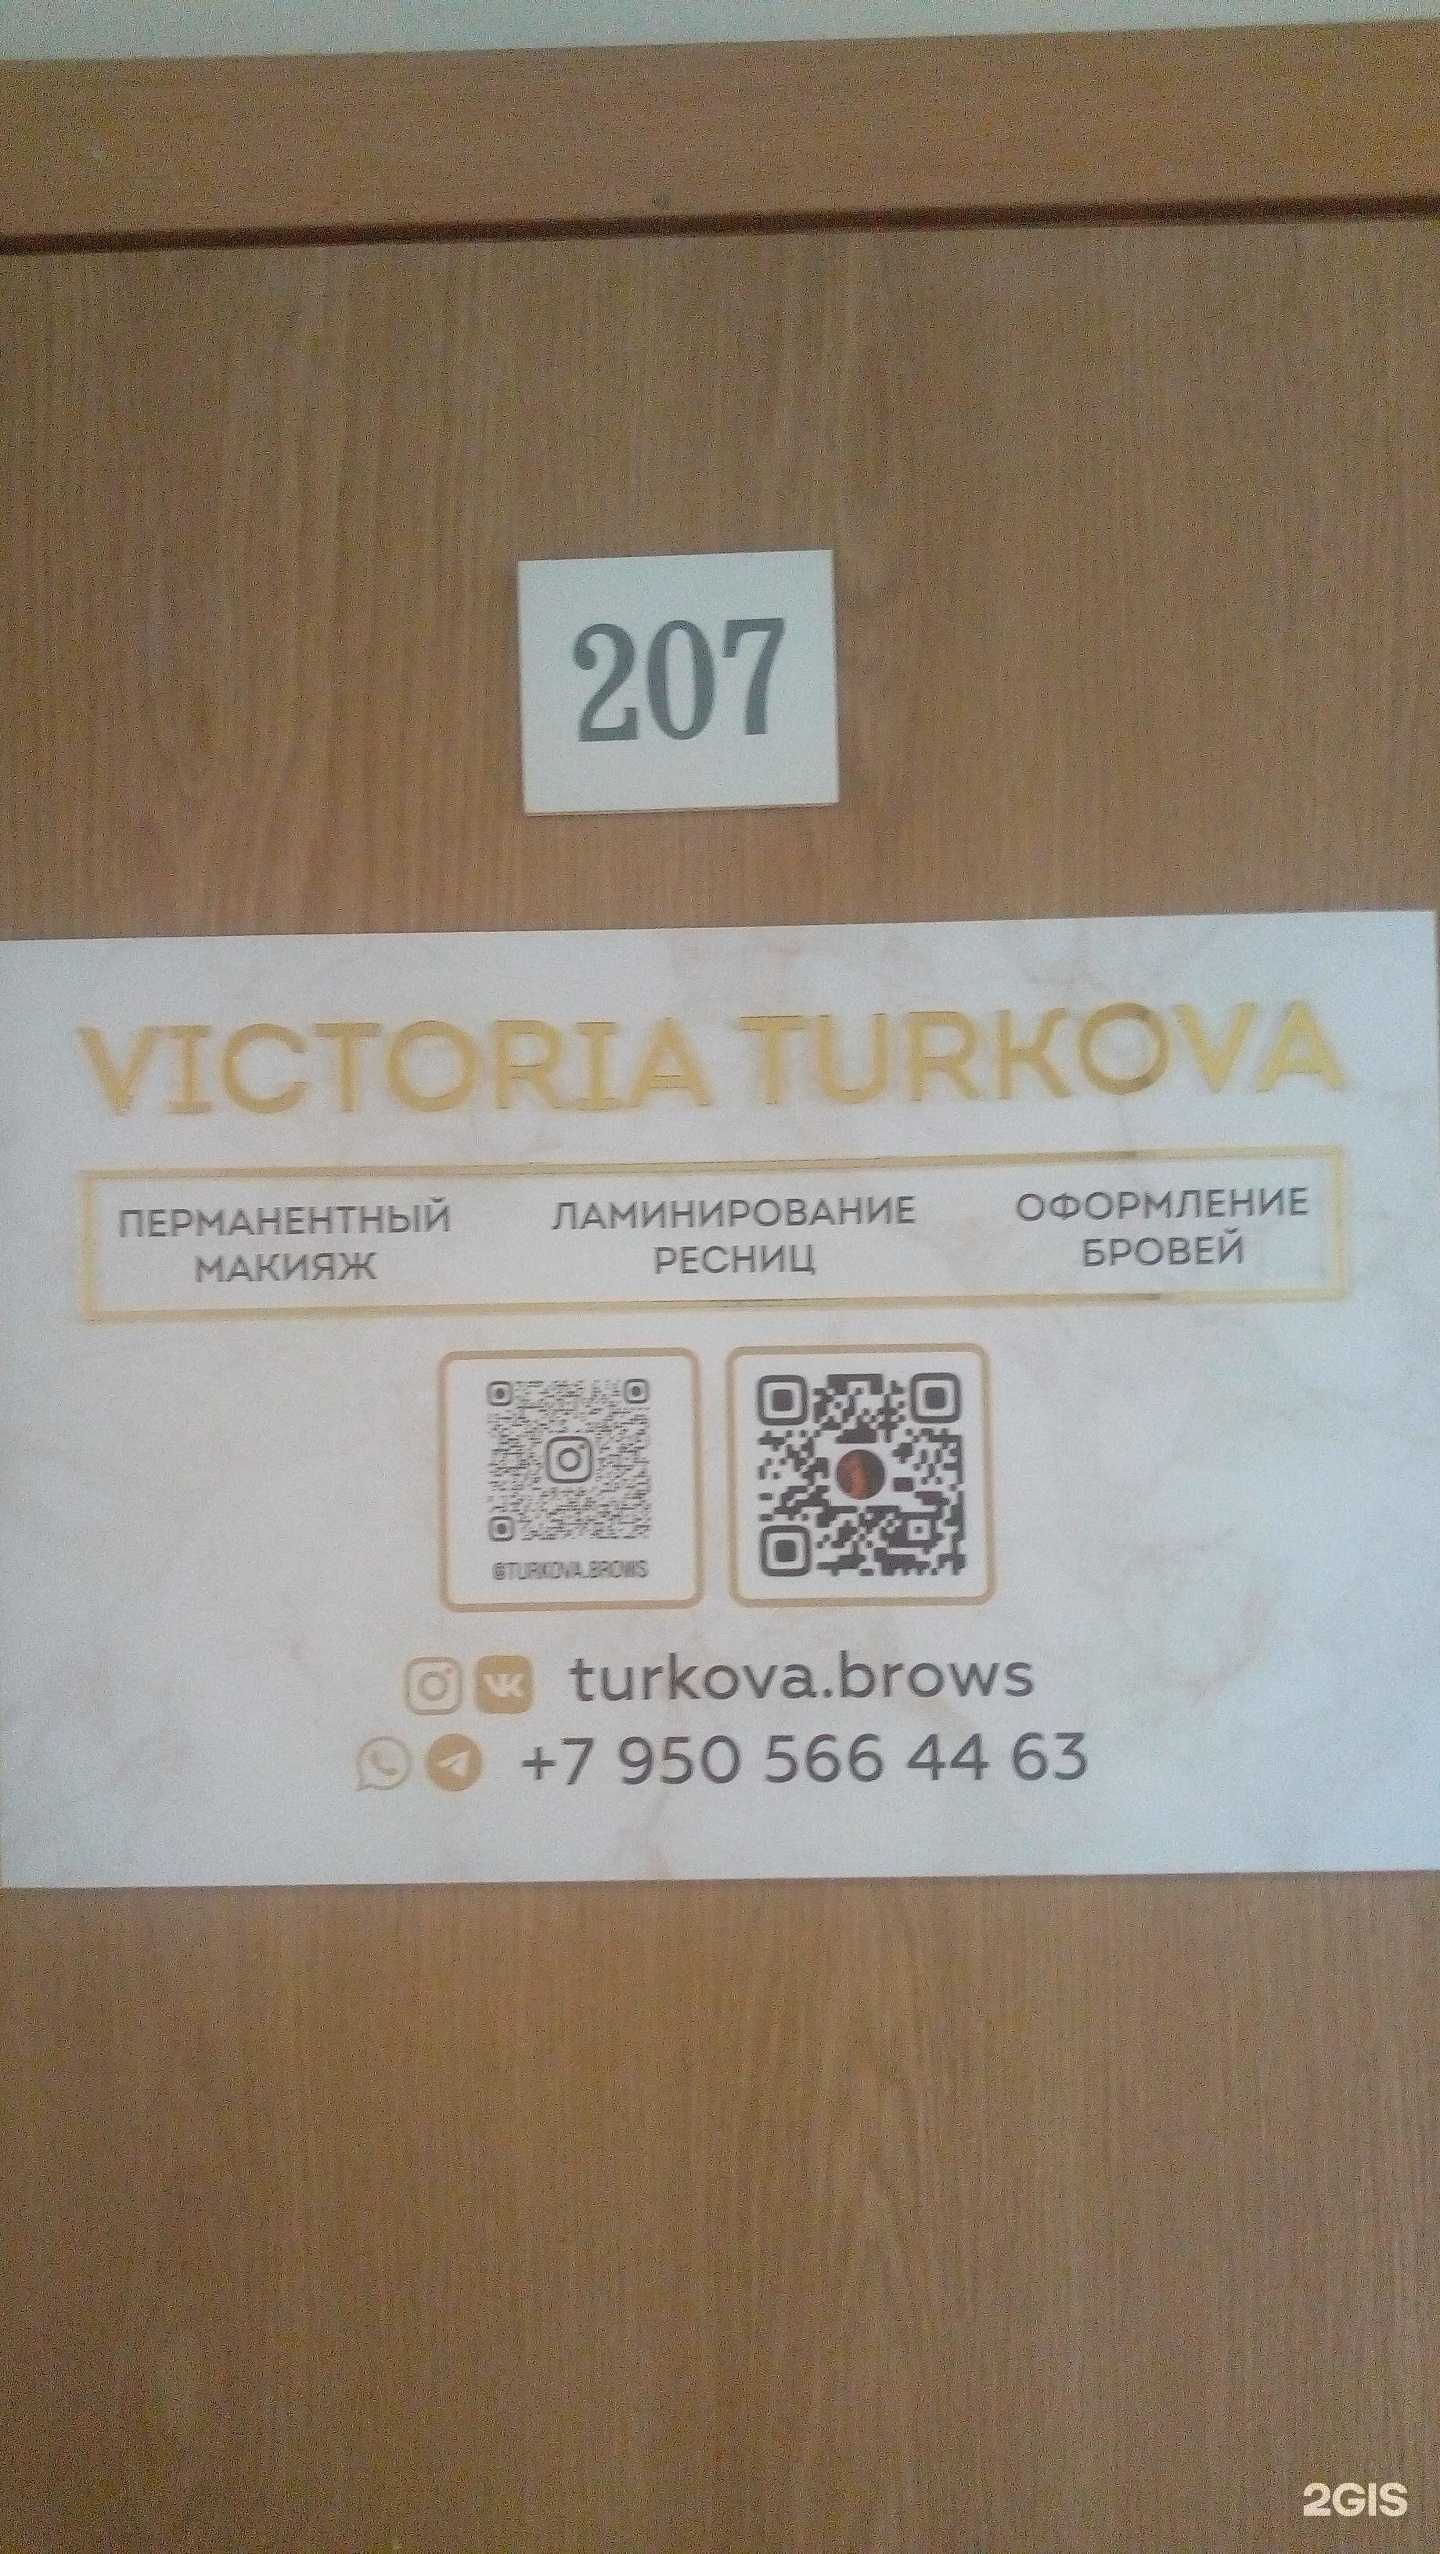 207
VICTORIA TURKOVA
ПЕРМАНЕНТНЫЙ
МАКИЯЖ
ЛАМИНИРОВАНИЕ
РЕСНИЦ
ОФОРМЛЕНИЕ
БРОВЕЙ
@TURKOVA.BROWS
turkova.brows
+7 950 566 44 63
2GIS